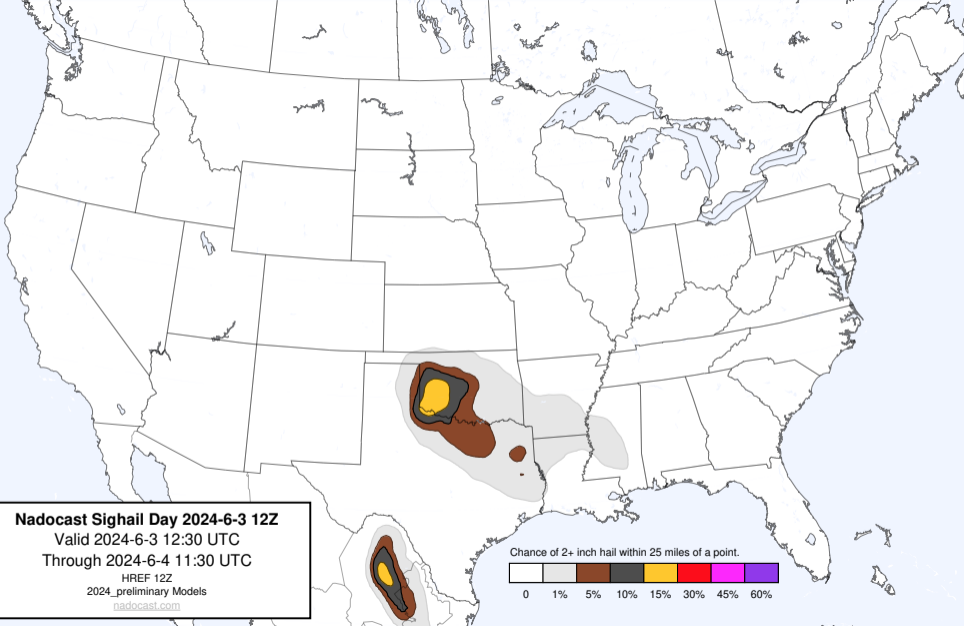 Nadocast Sighail Day 2024-6-3 12Z
Valid 2024-6-3 12:30 UTC
Through 2024-6-4 11:30 UTC
HREF 12Z
2024_preliminary Models
nadocast.com
Chance of 2+ inch hail within 25 miles of a point.
0 1% 5% 10% 15% 30% 45% 60%